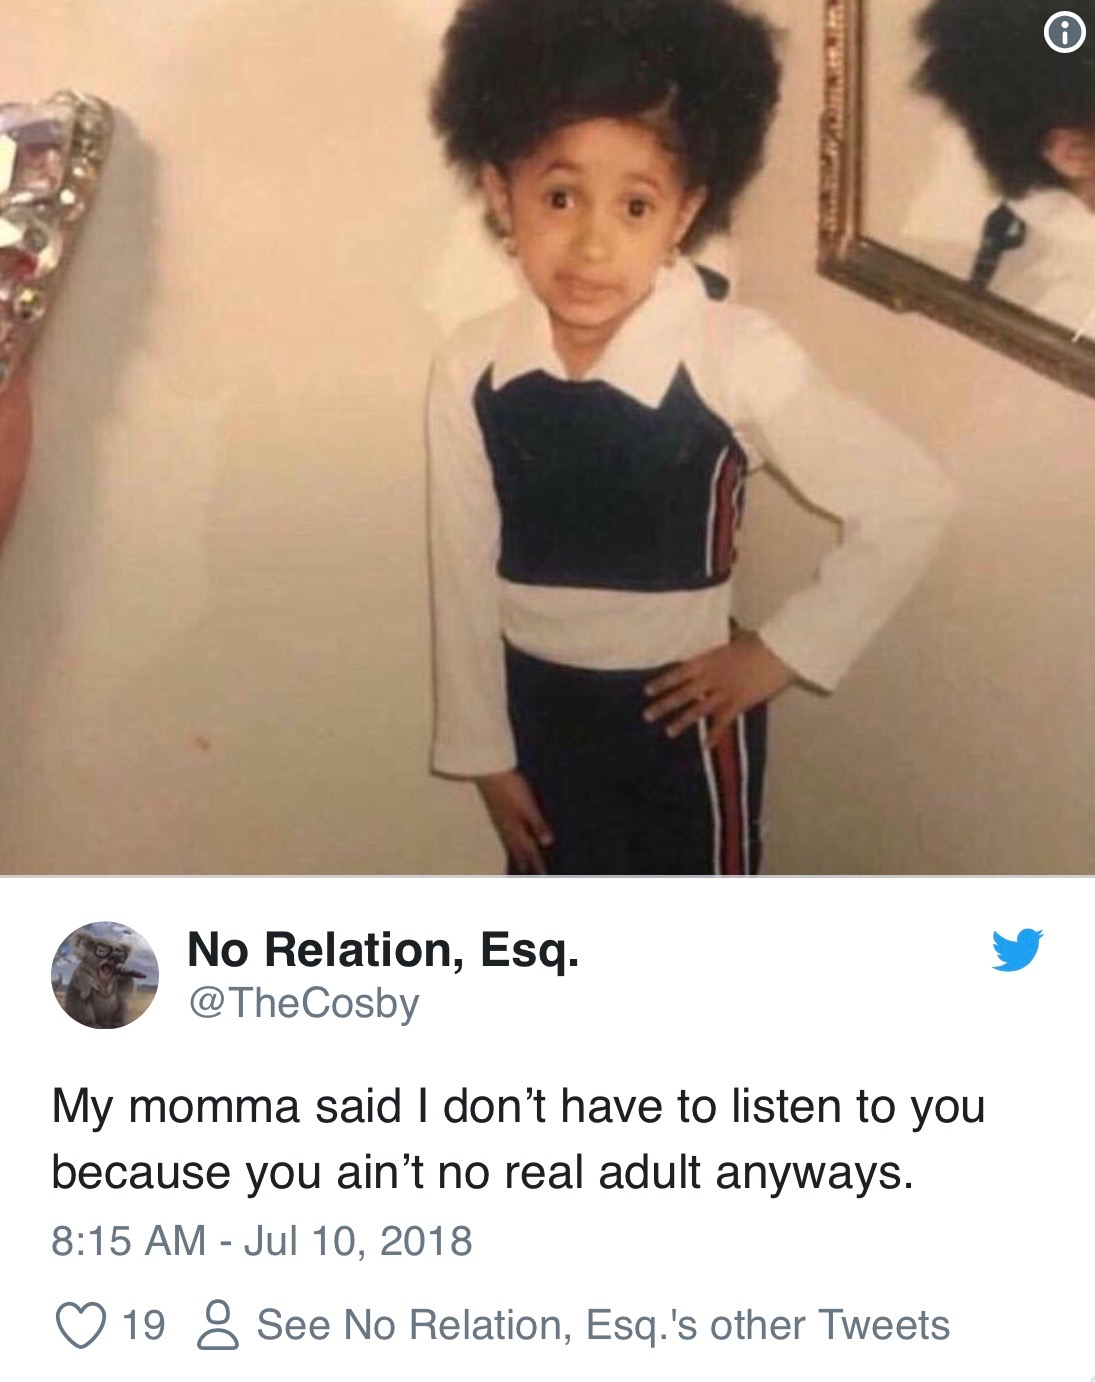 No Relation, Esq.
@TheCosby
My momma said I don’t have to listen to you
because you ain’t no real adult anyways.
8:15 AM - Jul 10, 2018
19 See No Relation, Esq.'s other Tweets